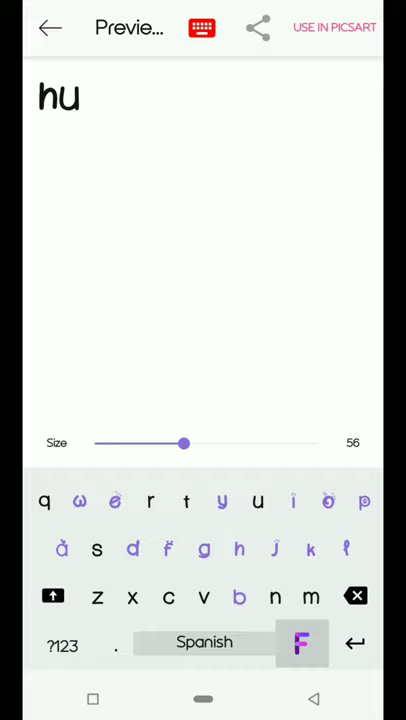 Previe... USE IN PICSART
hu
Size 56
q ω e r t y u i o p
a s d f g h j k l
z x c v b n m
?123 . Spanish F